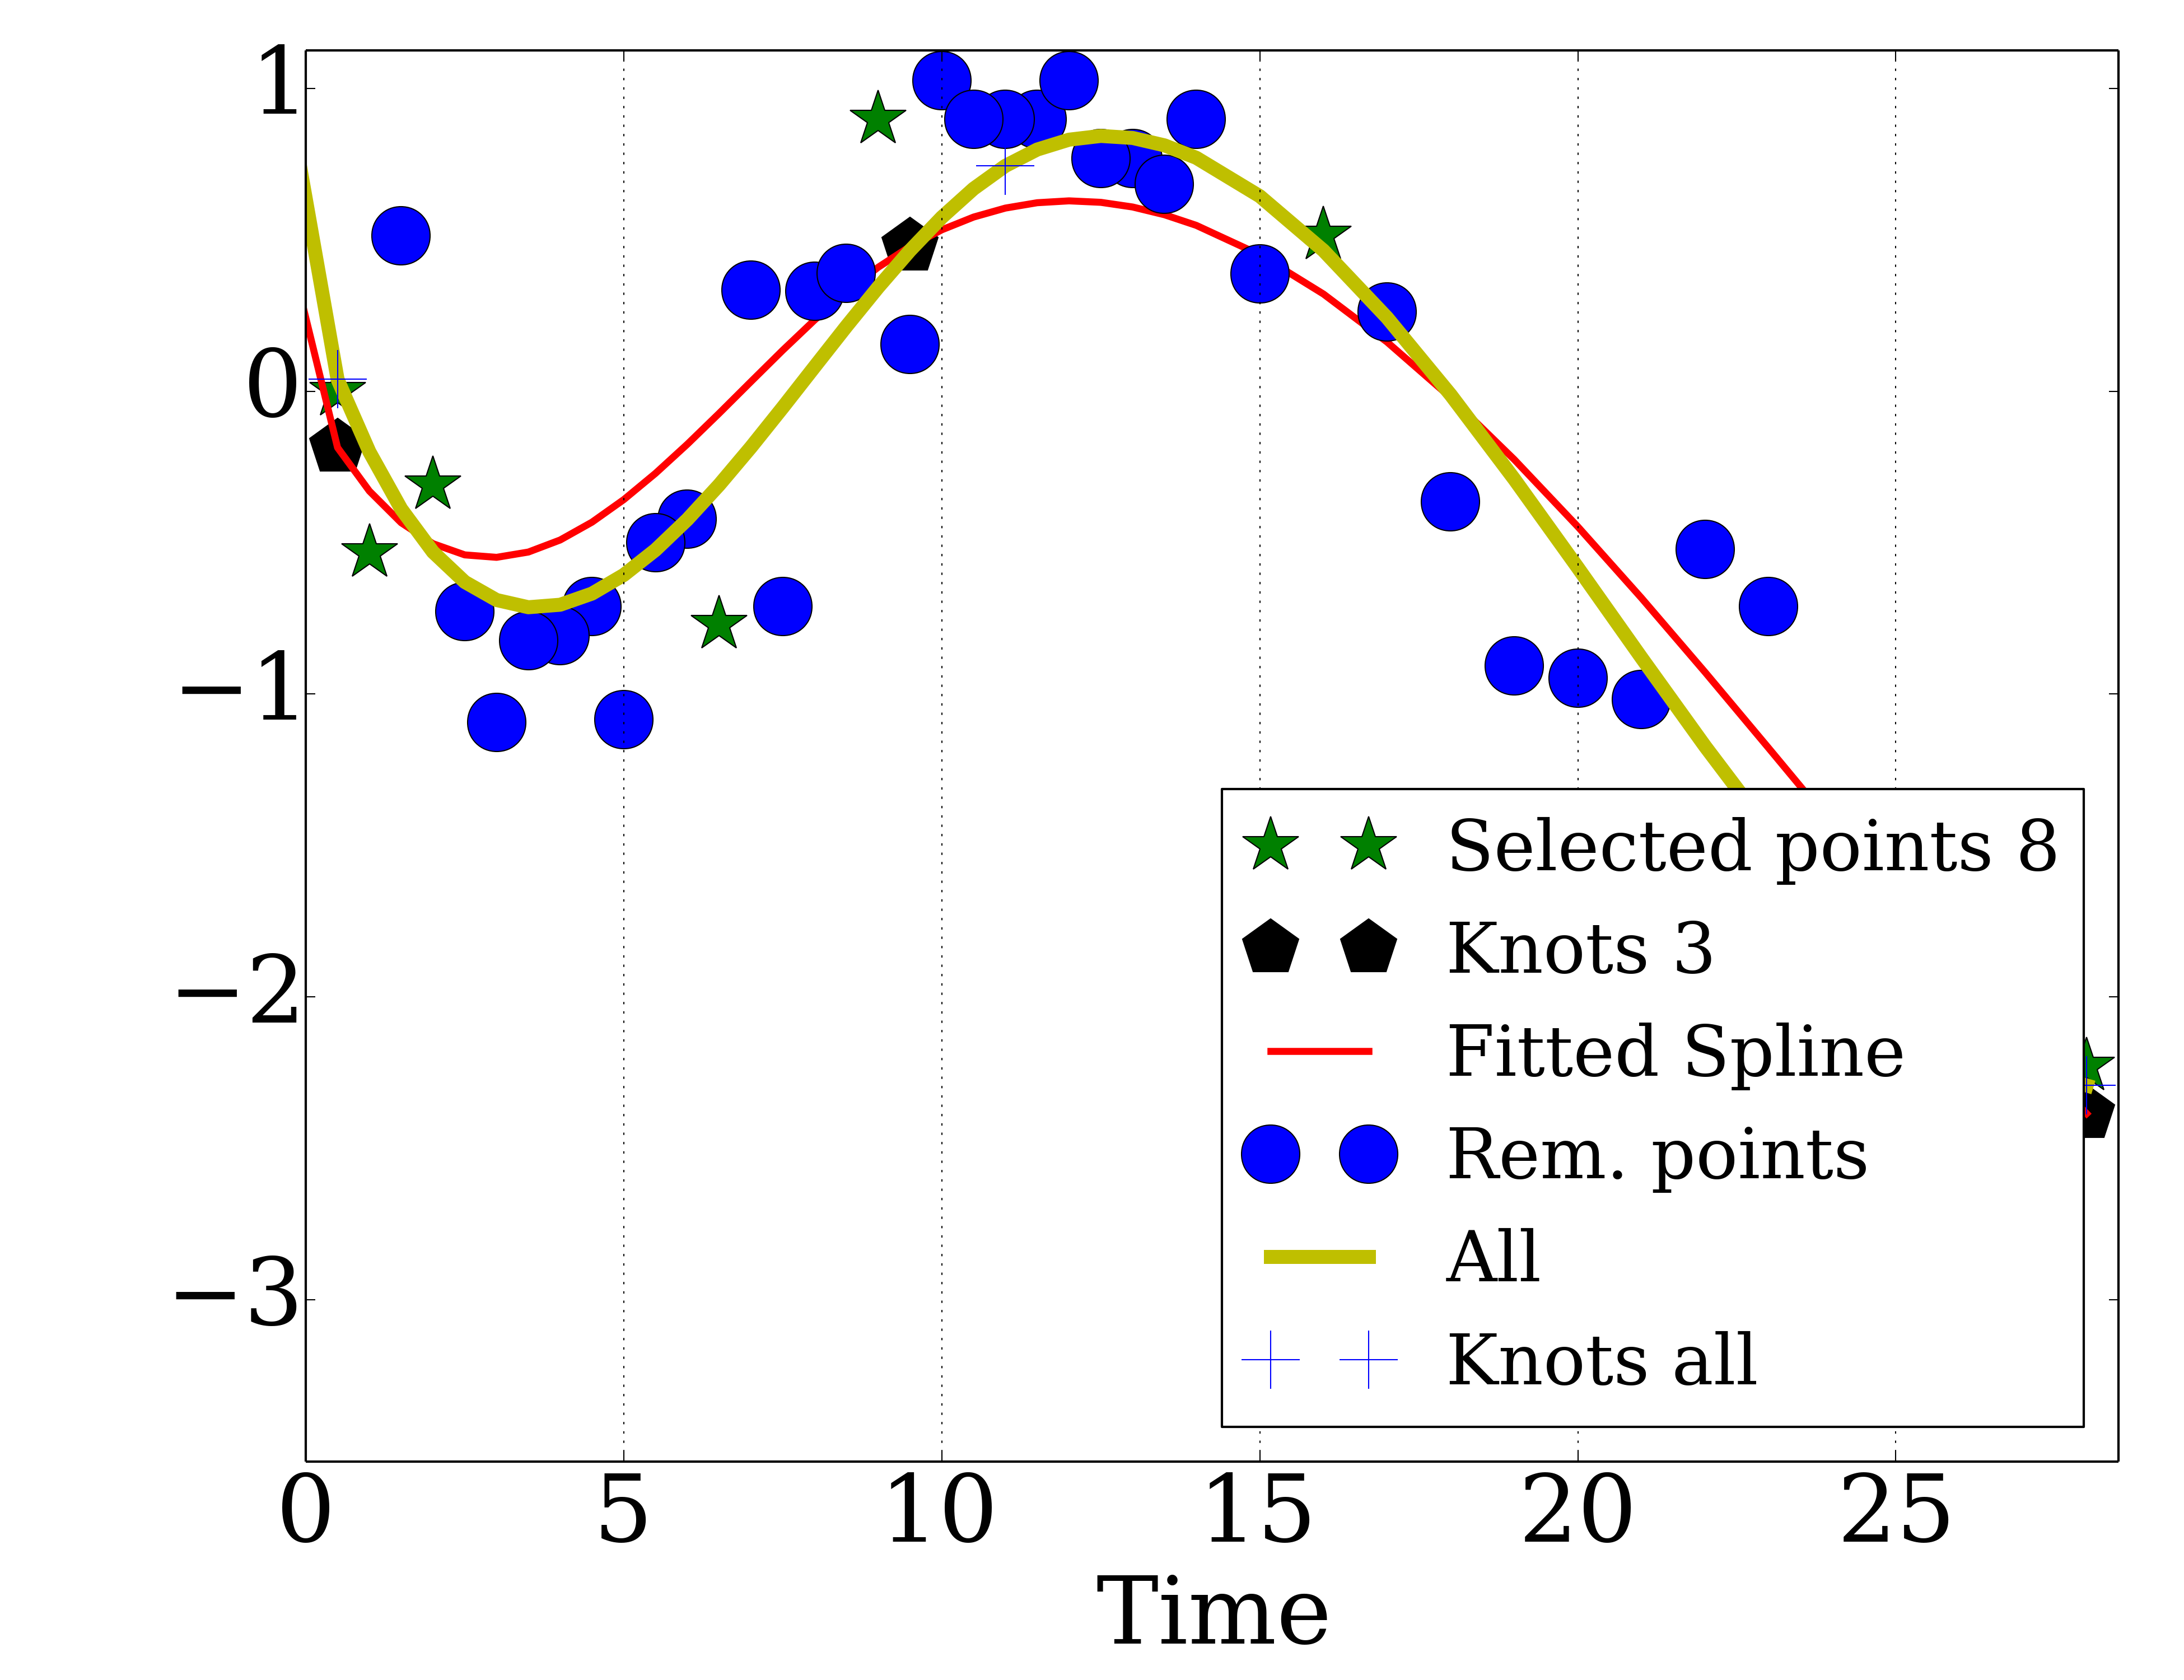 1
0
−1
−2
−3
Selected points 8
Knots 3
Fitted Spline
Rem. points
All
Knots all
0 5 10 15 20 25
Time